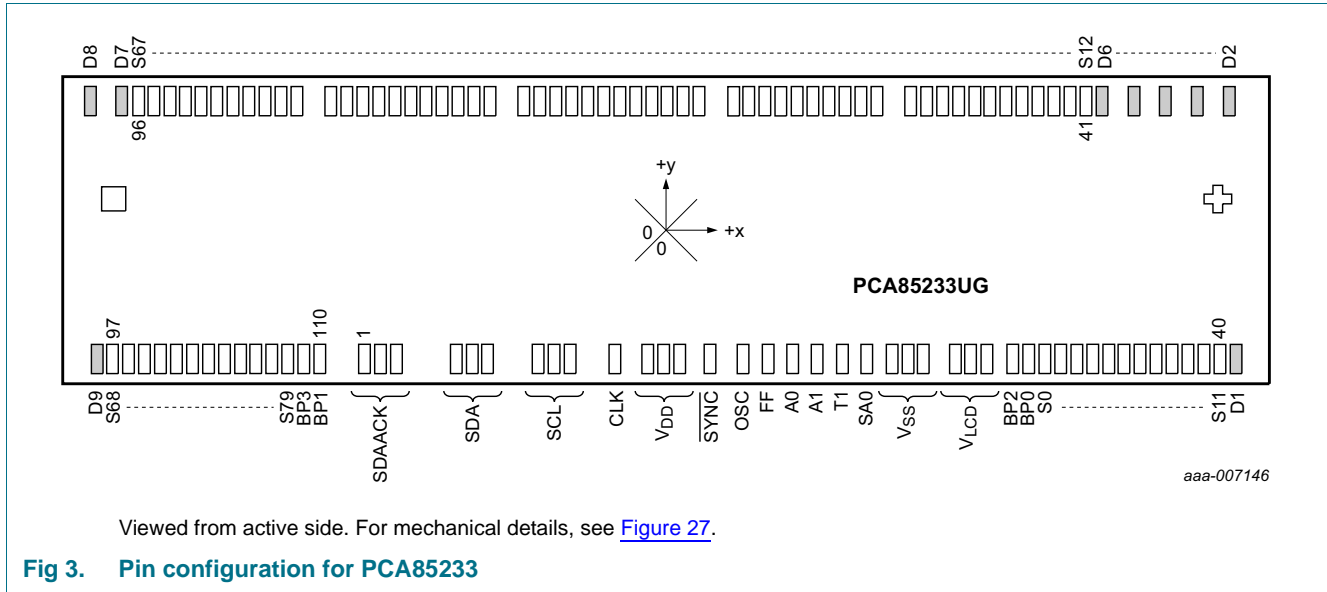 D8
D7
S67
S12
D6
D2
96
41
+y
0
0
+x
PCA85233UG
97
110
1
40
D9
S68
S79
BP3
BP1
SDAACK
SDA
SCL
CLK
VDD
SYNC
OSC
FF
A0
A1
T1
SA0
VSS
VLCD
BP2
BP0
S0
S11
D1
aaa-007146
Viewed from active side. For mechanical details, see Figure 27.
Fig 3. Pin configuration for PCA85233